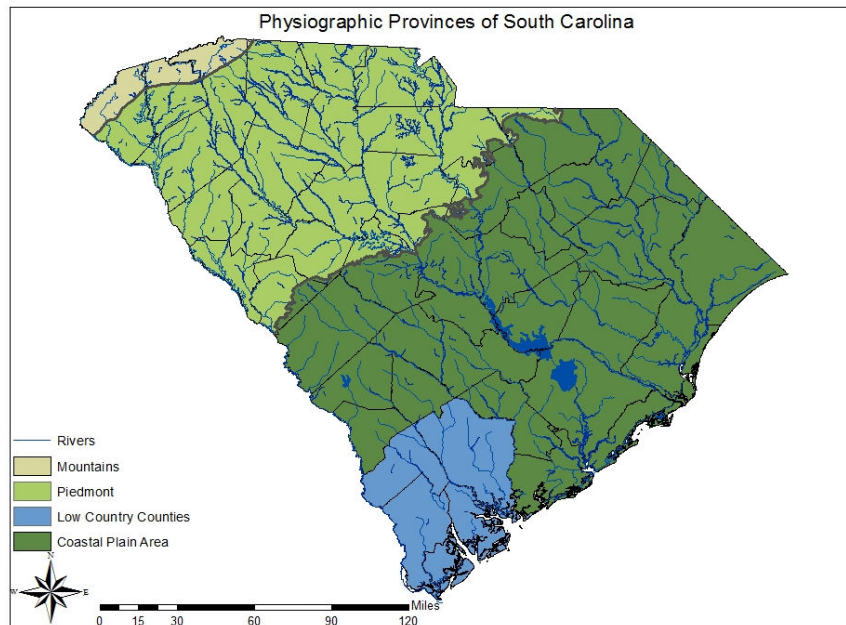 Physiographic Provinces of South Carolina
Rivers
Mountains
Piedmont
Low Country Counties
Coastal Plain Area
N
W
E
S
Miles
0 15 30 60 90 120